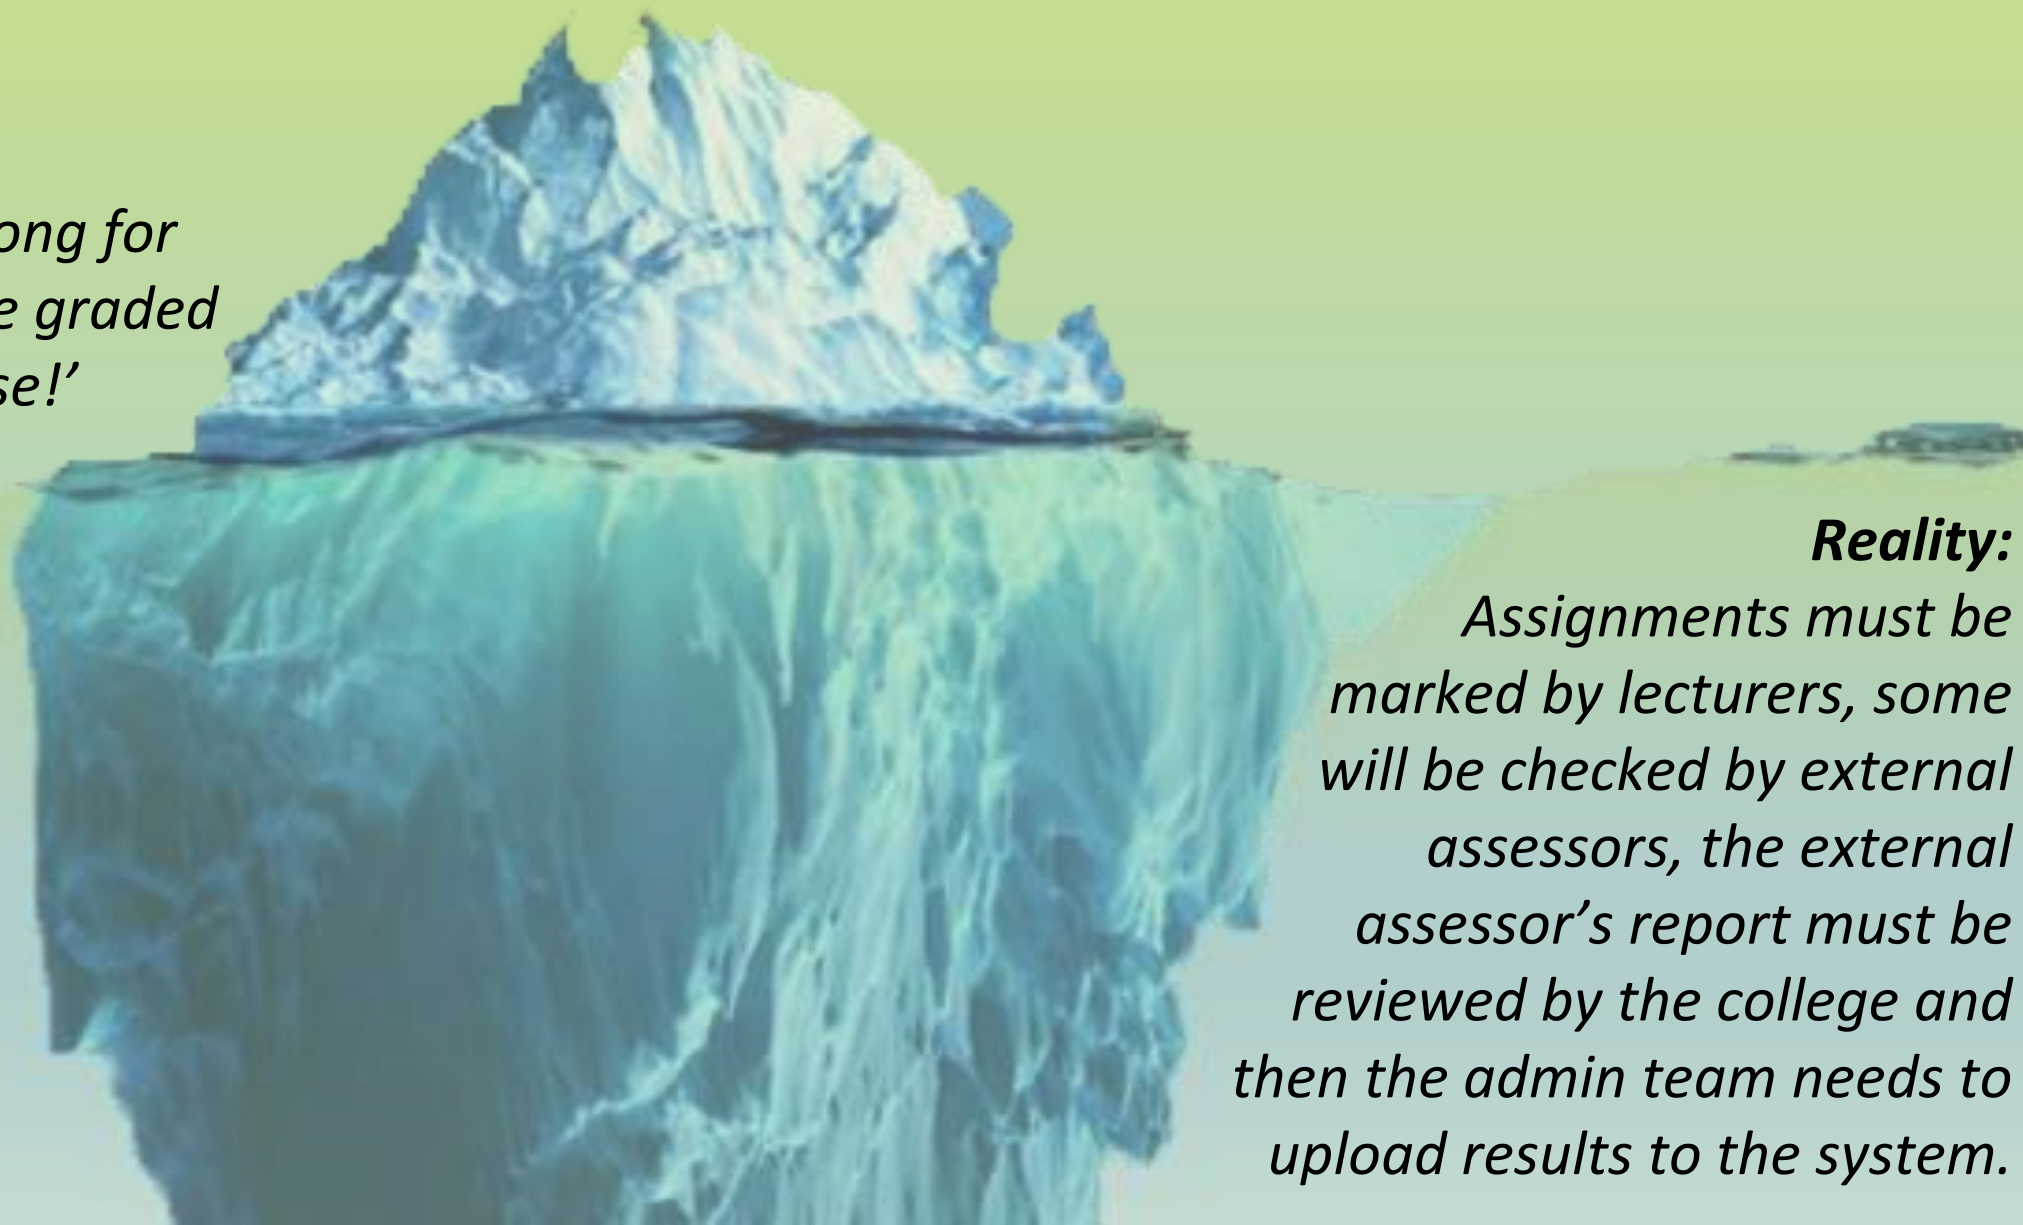 ong for
e graded
se!’
Reality:
Assignments must be
marked by lecturers, some
will be checked by external
assessors, the external
assessor’s report must be
reviewed by the college and
then the admin team needs to
upload results to the system.